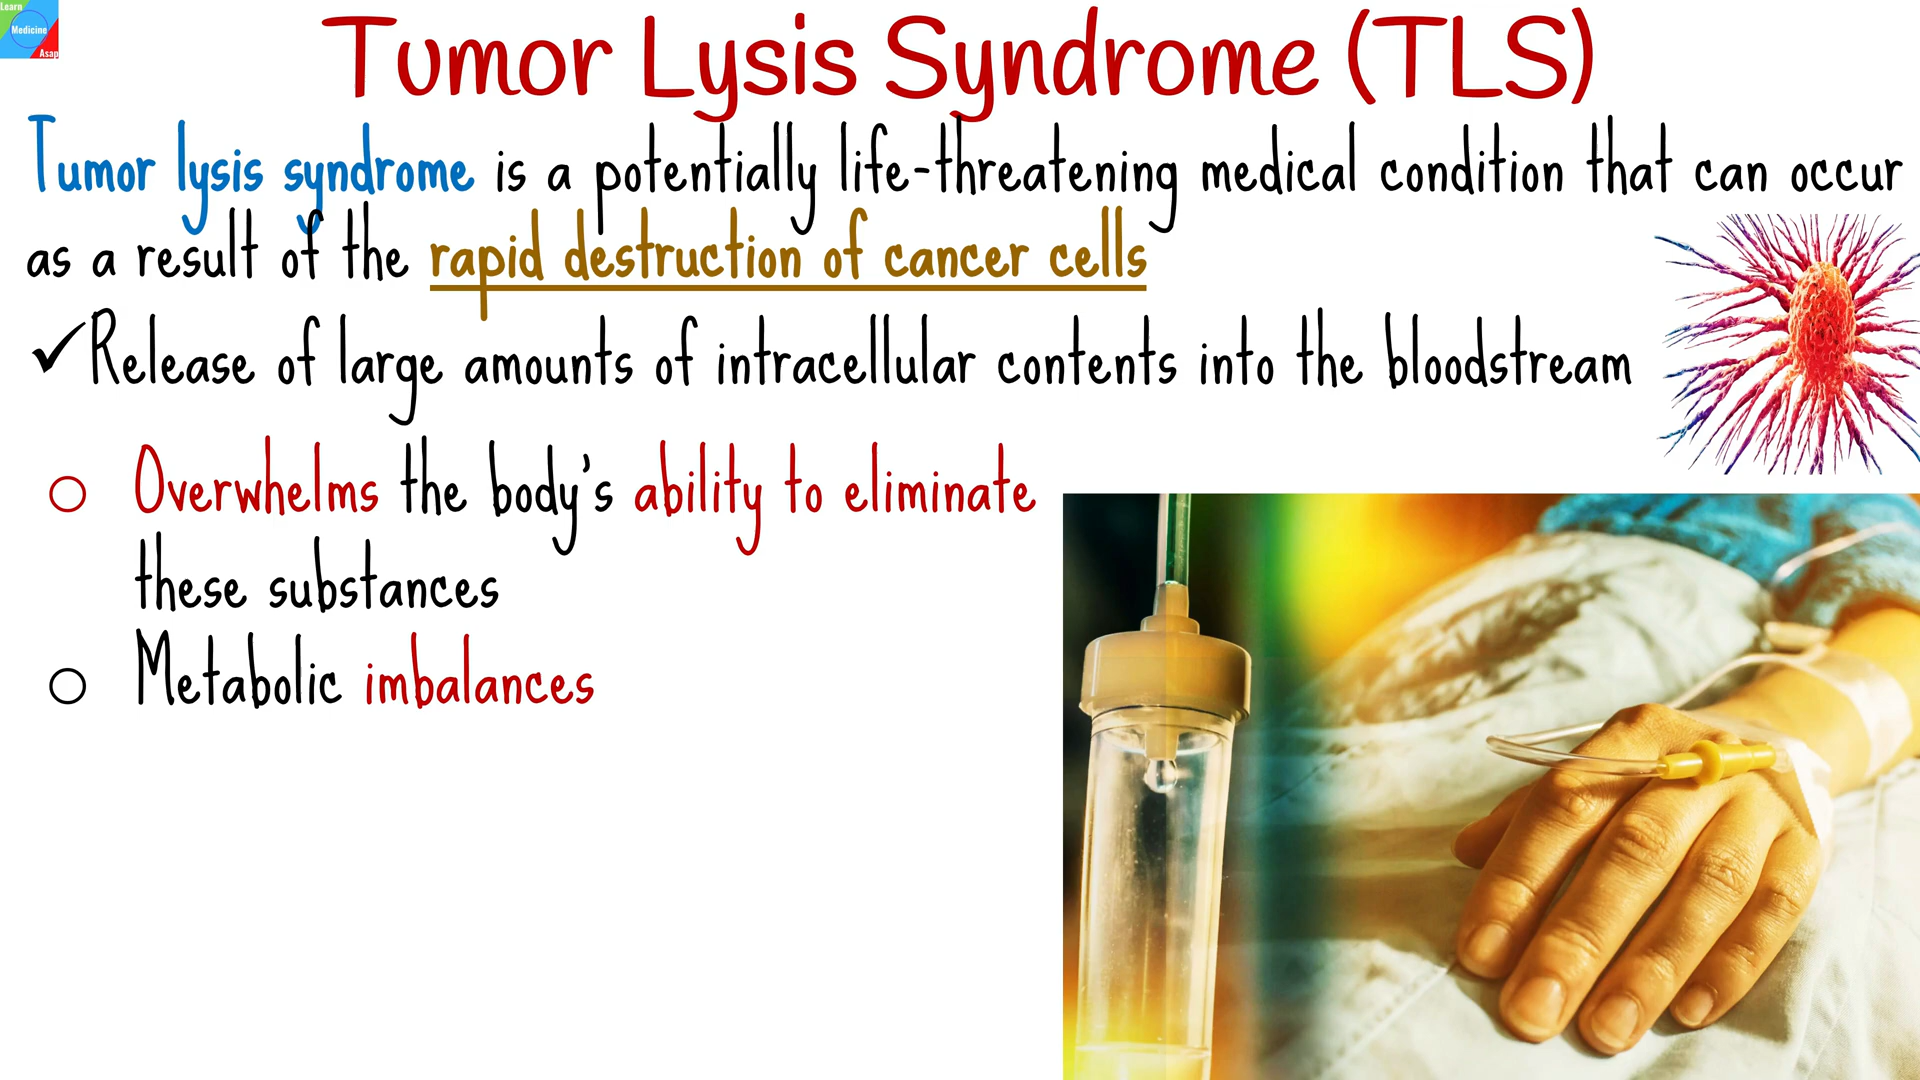 Learn
Medicine
Asap
Tumor Lysis Syndrome (TLS)
Tumor lysis syndrome is a potentially life-threatening medical condition that can occur
as a result of the rapid destruction of cancer cells
✓Release of large amounts of intracellular contents into the bloodstream
○ Overwhelms the body's ability to eliminate
these substances
○ Metabolic imbalances